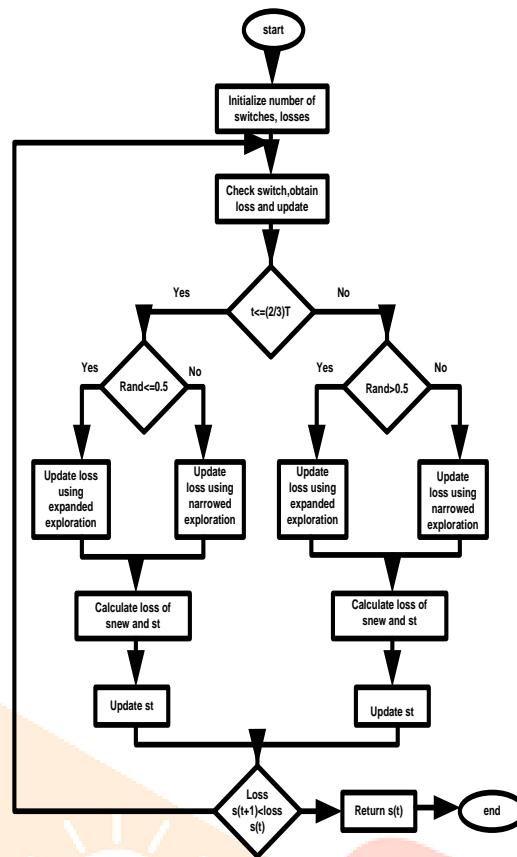 start
Initialize number of
switches, losses
Check switch,obtain
loss and update
Yes
t<=(2/3)T
No
Yes
Rand<=0.5
No
Yes
Rand>0.5
No
Update loss
using
expanded
exploration
Update
loss using
narrowed
exploration
Update
loss using
expanded
exploration
Update
loss using
narrowed
exploration
Calculate loss of
snew and st
Calculate loss of
snew and st
Update st
Update st
Loss
s(t+1)<loss
s(t)
Return s(t)
end